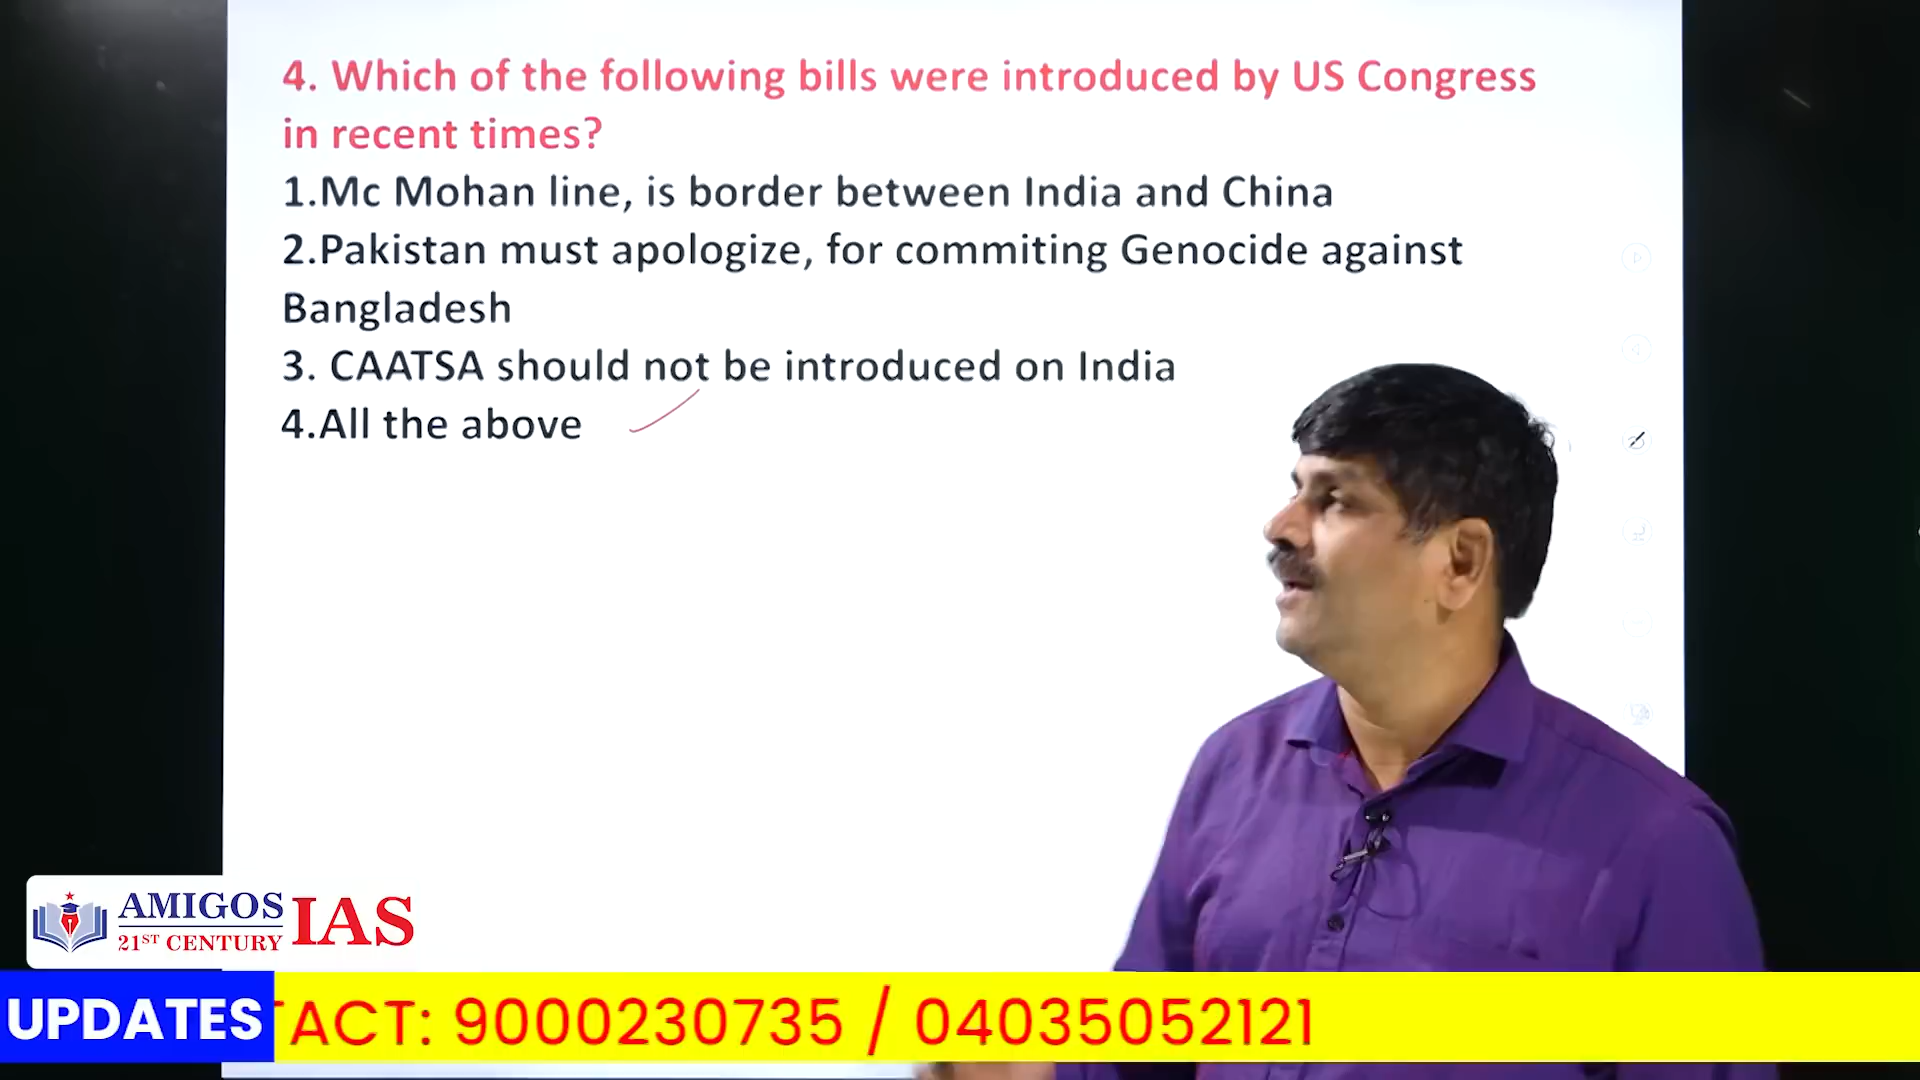 4. Which of the following bills were introduced by US Congress
in recent times?
1.Mc Mohan line, is border between India and China
2.Pakistan must apologize, for commiting Genocide against
Bangladesh
3. CAATSA should not be introduced on India
4.All the above
AMIGOS
21ST CENTURY
IAS
UPDATES
TACT: 9000230735 / 04035052121